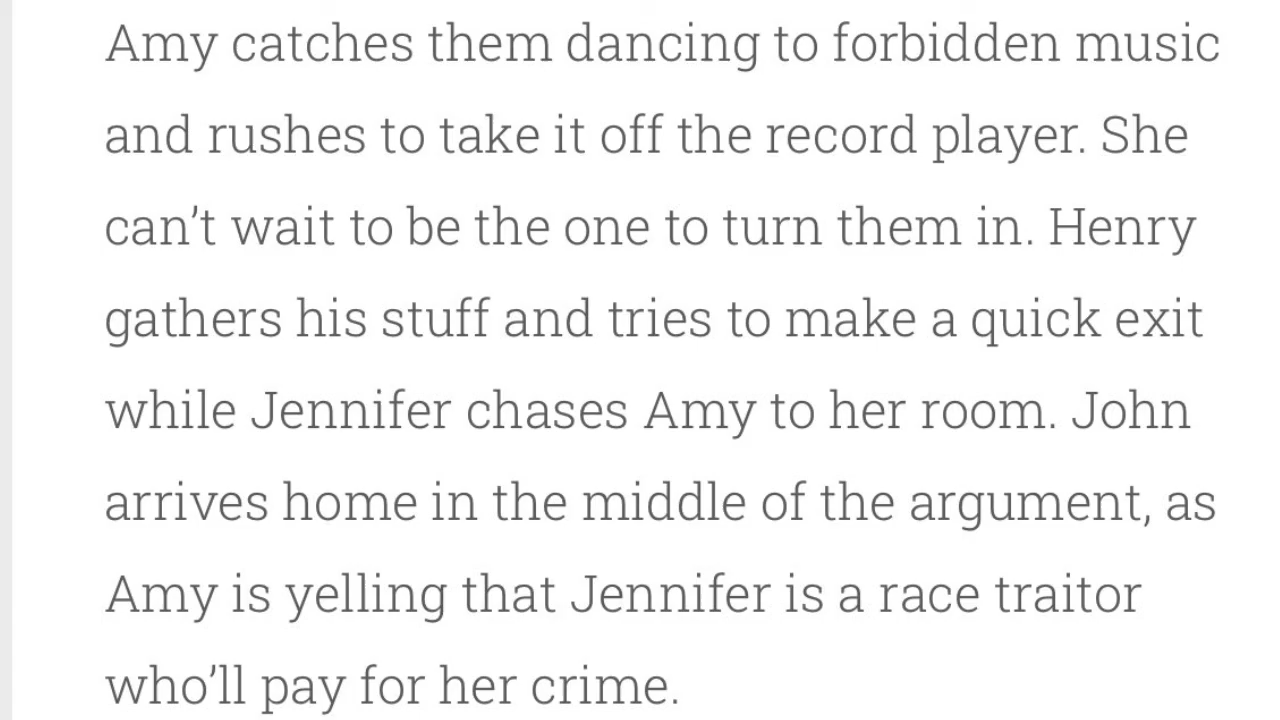 Amy catches them dancing to forbidden music
and rushes to take it off the record player. She
can’t wait to be the one to turn them in. Henry
gathers his stuff and tries to make a quick exit
while Jennifer chases Amy to her room. John
arrives home in the middle of the argument, as
Amy is yelling that Jennifer is a race traitor
who’ll pay for her crime.